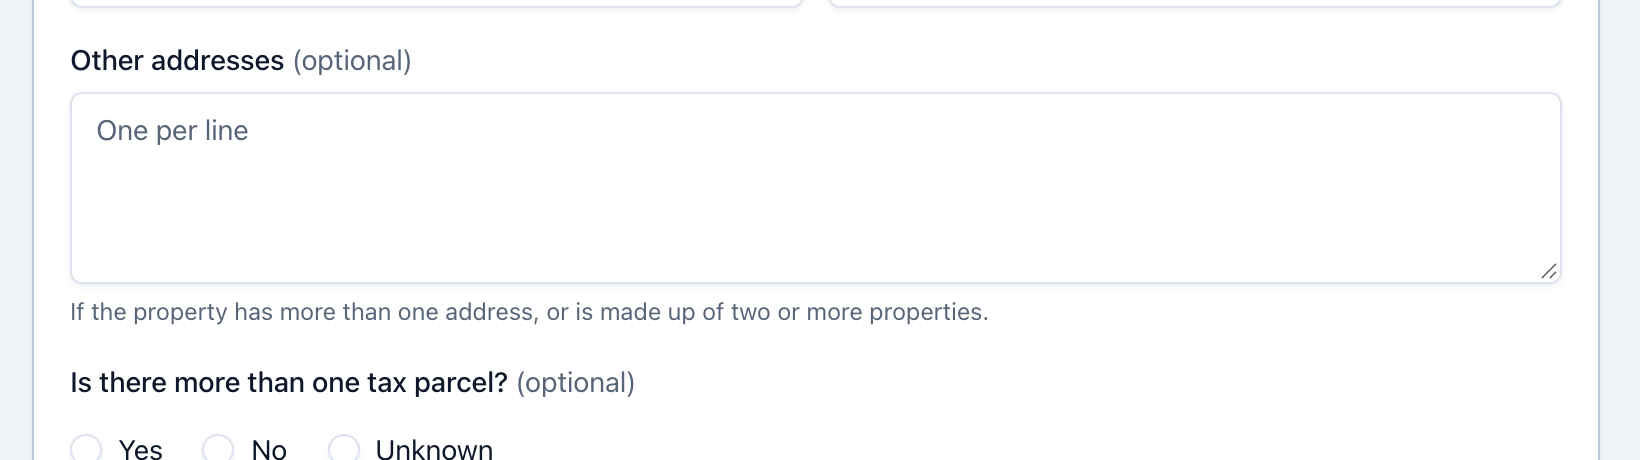 Other addresses (optional)
One per line
If the property has more than one address, or is made up of two or more properties.
Is there more than one tax parcel? (optional)
Yes No Unknown